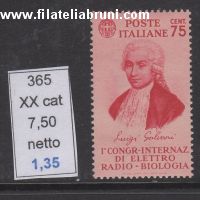 www.filateliabruni.com
365
XX cat
7,50
netto
1,35
POSTE
ITALIANE
CENT.
75
Luigi Galvani
I° CONGR·INTERNAZ
DI ELETTRO
RADIO-BIOLOGIA